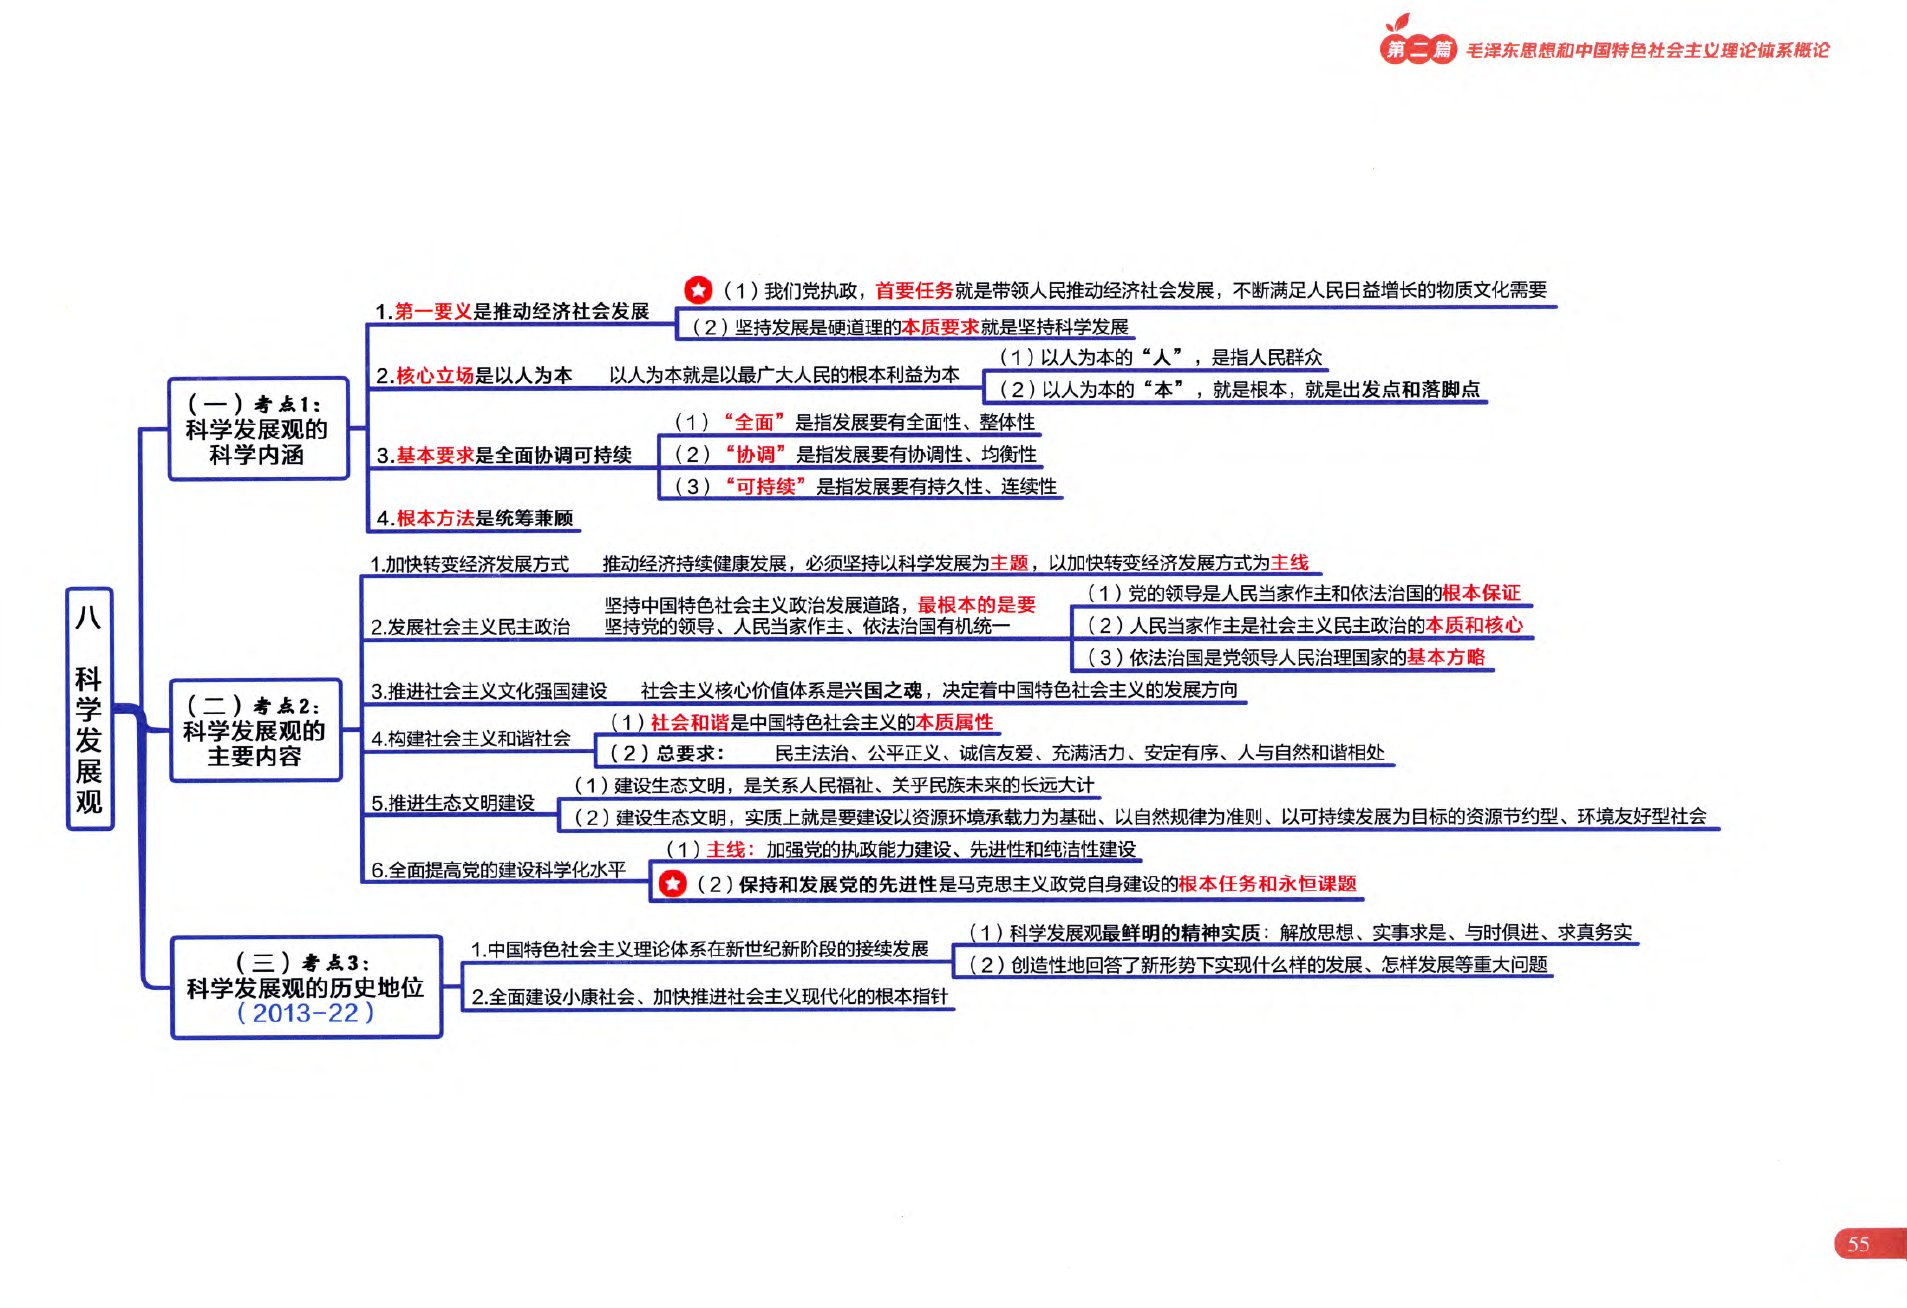 第二篇 毛泽东思想和中国特色社会主义理论体系概论
八 科学发展观
(一)考点1:
科学发展观的
科学内涵
1.第一要义是推动经济社会发展
(1)我们党执政，首要任务就是带领人民推动经济社会发展，不断满足人民日益增长的物质文化需要
(2)坚持发展是硬道理的本质要求就是坚持科学发展
2.核心立场是以人为本 以人为本就是以最广大人民的根本利益为本
(1)以人为本的“人”，是指人民群众
(2)以人为本的“本”，就是根本，就是出发点和落脚点
3.基本要求是全面协调可持续
(1)“全面”是指发展要有全面性、整体性
(2)“协调”是指发展要有协调性、均衡性
(3)“可持续”是指发展要有持久性、连续性
4.根本方法是统筹兼顾
(二)考点2:
科学发展观的
主要内容
1.加快转变经济发展方式 推动经济持续健康发展，必须坚持以科学发展为主题，以加快转变经济发展方式为主线
2.发展社会主义民主政治
坚持中国特色社会主义政治发展道路，最根本的是要
坚持党的领导、人民当家作主、依法治国有机统一
(1)党的领导是人民当家作主和依法治国的根本保证
(2)人民当家作主是社会主义民主政治的本质和核心
(3)依法治国是党领导人民治理国家的基本方略
3.推进社会主义文化强国建设 社会主义核心价值体系是兴国之魂，决定着中国特色社会主义的发展方向
4.构建社会主义和谐社会
(1)社会和谐是中国特色社会主义的本质属性
(2)总要求: 民主法治、公平正义、诚信友爱、充满活力、安定有序、人与自然和谐相处
5.推进生态文明建设
(1)建设生态文明，是关系人民福祉、关乎民族未来的长远大计
(2)建设生态文明，实质上就是要建设以资源环境承载力为基础、以自然规律为准则、以可持续发展为目标的资源节约型、环境友好型社会
6.全面提高党的建设科学化水平
(1)主线: 加强党的执政能力建设、先进性和纯洁性建设
(2)保持和发展党的先进性是马克思主义政党自身建设的根本任务和永恒课题
(三)考点3:
科学发展观的历史地位
(2013-22)
1.中国特色社会主义理论体系在新世纪新阶段的接续发展
(1)科学发展观最鲜明的精神实质: 解放思想、实事求是、与时俱进、求真务实
(2)创造性地回答了新形势下实现什么样的发展、怎样发展等重大问题
2.全面建设小康社会、加快推进社会主义现代化的根本指针
55